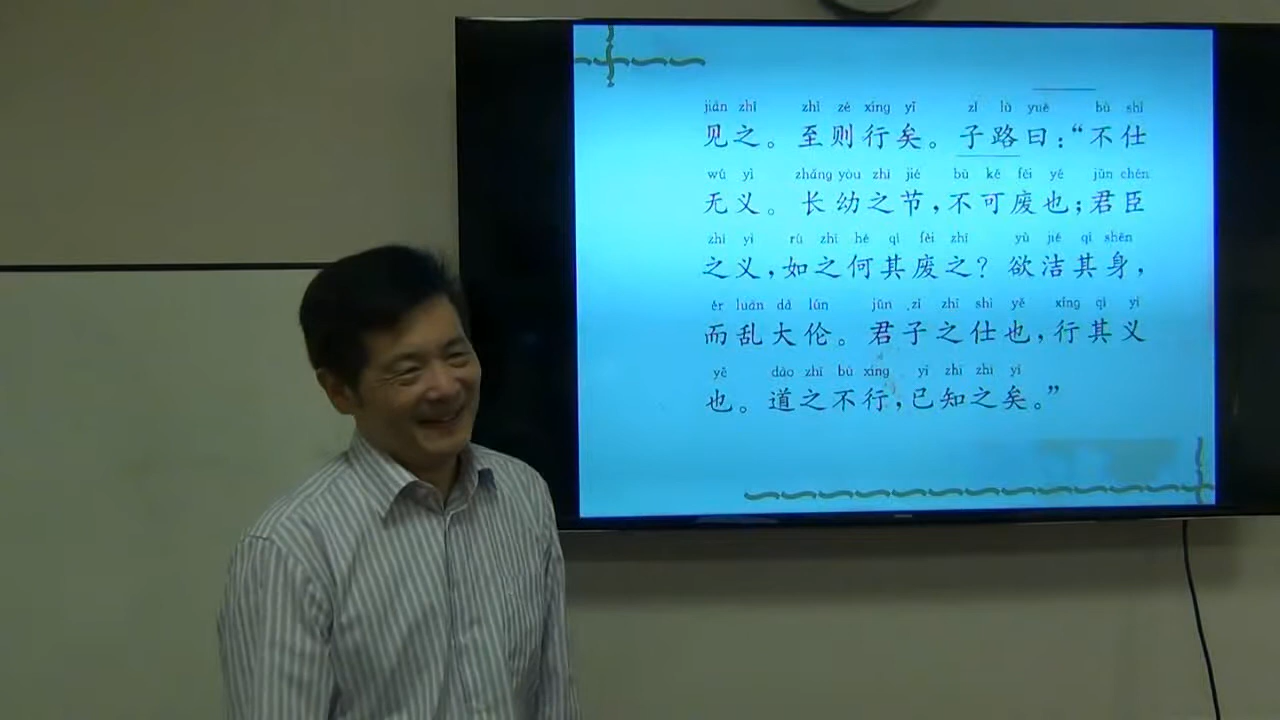 jiàn zhī zhì zé xíng yǐ zǐ lù yuē bù shì
见之。至则行矣。子路曰：“不仕
wú yì zhǎng yòu zhī jié bù kě fèi yě jūn chén
无义。长幼之节，不可废也；君臣
zhī yì rú zhī hé qí fèi zhī yù jié qí shēn
之义，如之何其废之？欲洁其身，
ér luàn dà lún jūn zǐ zhī shì yě xíng qí yì
而乱大伦。君子之仕也，行其义
yě dào zhī bù xíng yǐ zhī zhī yǐ
也。道之不行，已知之矣。”